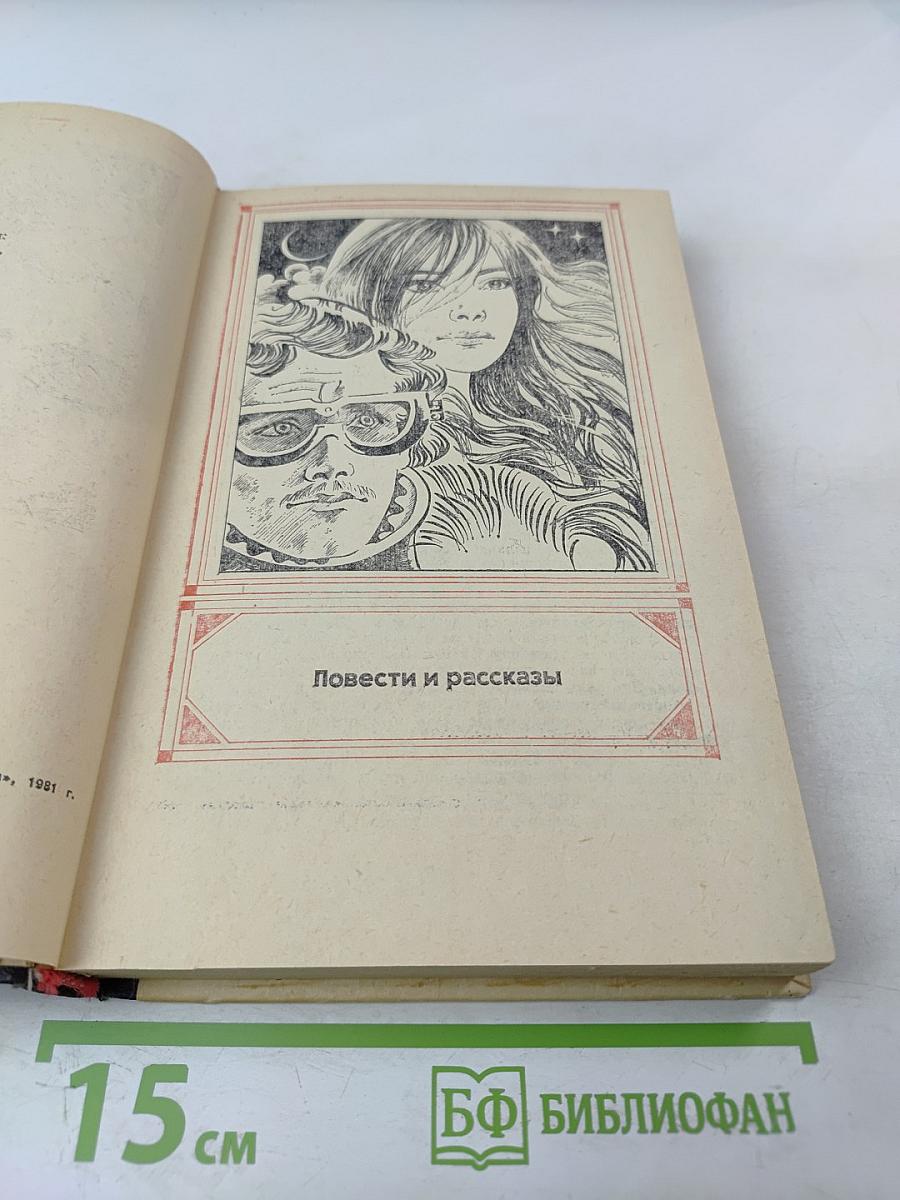 1981 г.
Повести и рассказы
15 см
БФ БИБЛИОФАН